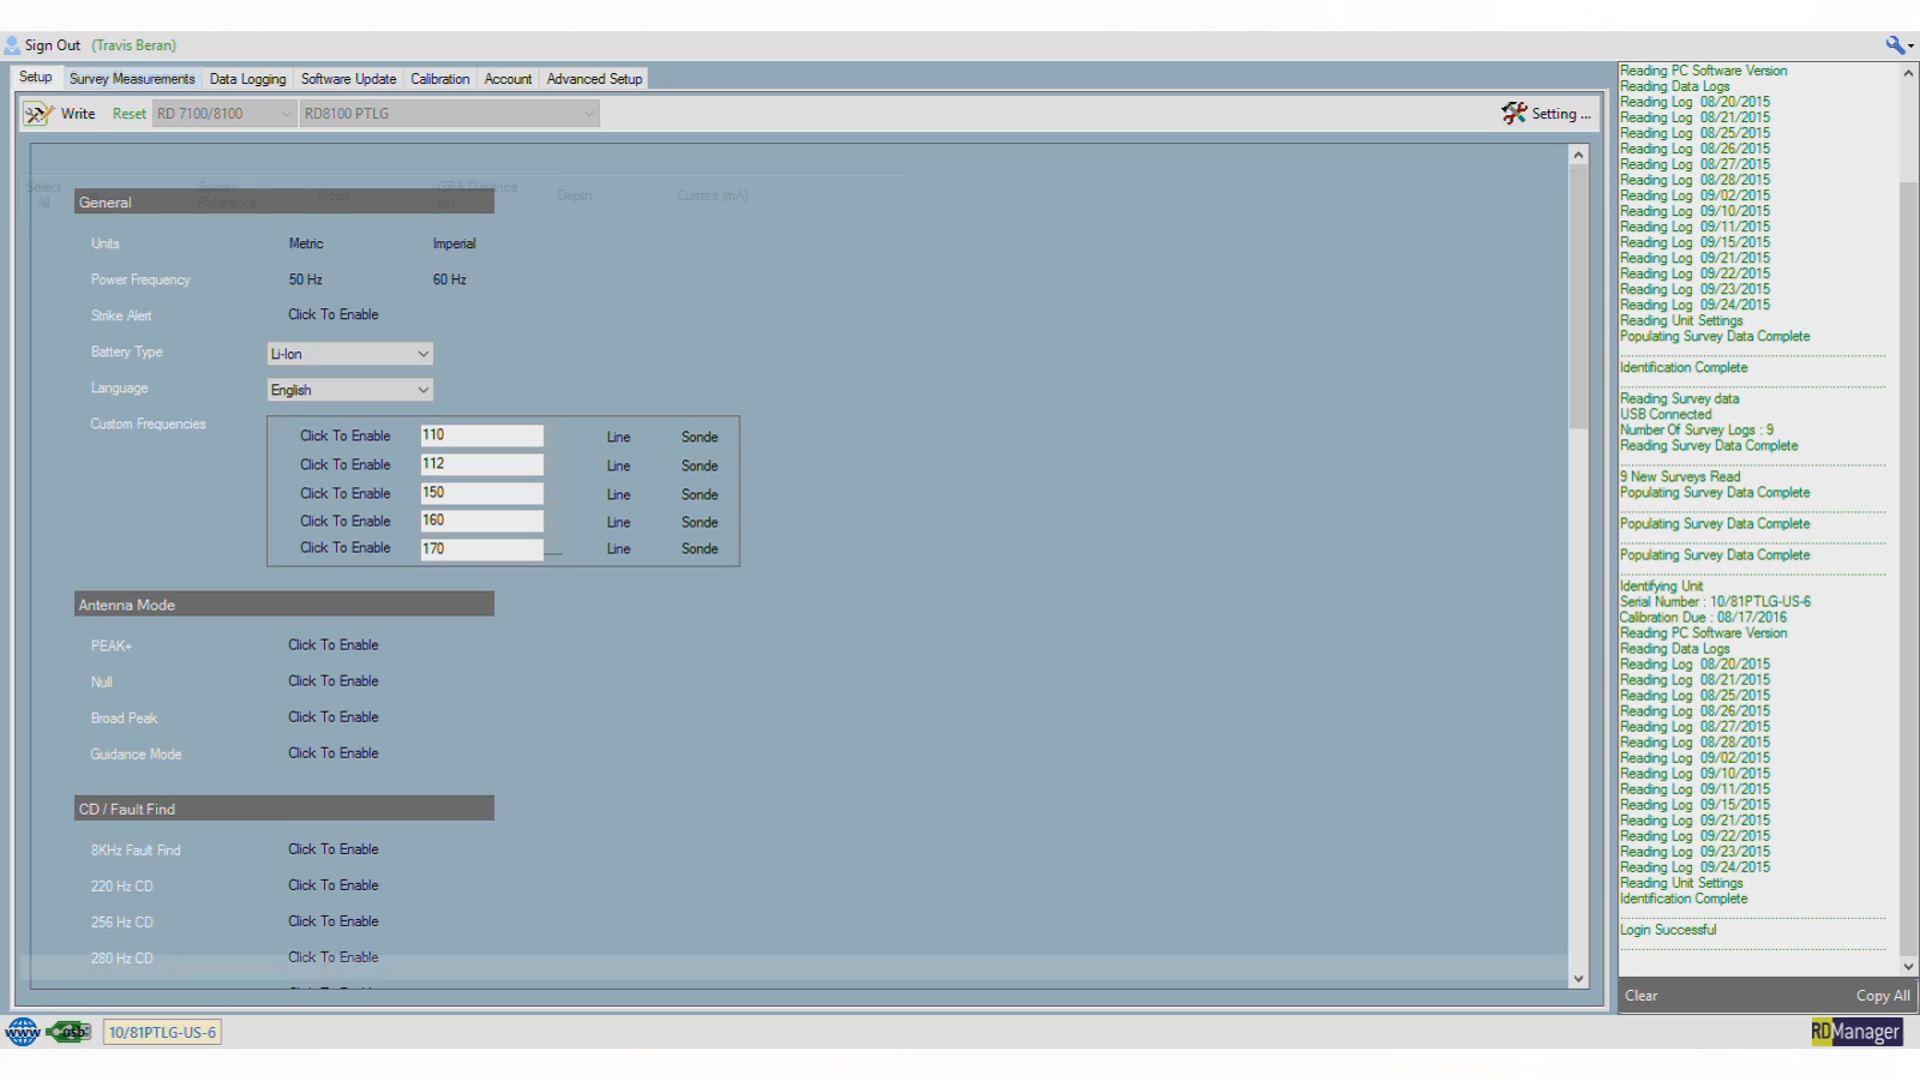 Sign Out (Travis Beran)
Setup Survey Measurements Data Logging Software Update Calibration Account Advanced Setup
Write Reset RD 7100/8100 RD8100 PTLG Setting ...
Select All Survey Reference Mode GPS Distance Depth Current (mA)
General
Units Metric Imperial
Power Frequency 50 Hz 60 Hz
Strike Alert Click To Enable
Battery Type Li-Ion
Language English
Custom Frequencies
Click To Enable 110 Line Sonde
Click To Enable 112 Line Sonde
Click To Enable 150 Line Sonde
Click To Enable 160 Line Sonde
Click To Enable 170 Line Sonde
Antenna Mode
PEAK+ Click To Enable
Null Click To Enable
Broad Peak Click To Enable
Guidance Mode Click To Enable
CD / Fault Find
8KHz Fault Find Click To Enable
220 Hz CD Click To Enable
256 Hz CD Click To Enable
280 Hz CD Click To Enable
Reading PC Software Version
Reading Data Logs
Reading Log 08/20/2015
Reading Log 08/21/2015
Reading Log 08/25/2015
Reading Log 08/26/2015
Reading Log 08/27/2015
Reading Log 08/28/2015
Reading Log 09/02/2015
Reading Log 09/10/2015
Reading Log 09/11/2015
Reading Log 09/15/2015
Reading Log 09/21/2015
Reading Log 09/22/2015
Reading Log 09/23/2015
Reading Log 09/24/2015
Reading Unit Settings
Populating Survey Data Complete
Identification Complete
Reading Survey data
USB Connected
Number Of Survey Logs : 9
Reading Survey Data Complete
9 New Surveys Read
Populating Survey Data Complete
Populating Survey Data Complete
Populating Survey Data Complete
Identifying Unit
Serial Number : 10/81PTLG-US-6
Calibration Due : 08/17/2016
Reading PC Software Version
Reading Data Logs
Reading Log 08/20/2015
Reading Log 08/21/2015
Reading Log 08/25/2015
Reading Log 08/26/2015
Reading Log 08/27/2015
Reading Log 08/28/2015
Reading Log 09/02/2015
Reading Log 09/10/2015
Reading Log 09/11/2015
Reading Log 09/15/2015
Reading Log 09/21/2015
Reading Log 09/22/2015
Reading Log 09/23/2015
Reading Log 09/24/2015
Reading Unit Settings
Identification Complete
Login Successful
Clear Copy All
www usb 10/81PTLG-US-6 RDManager